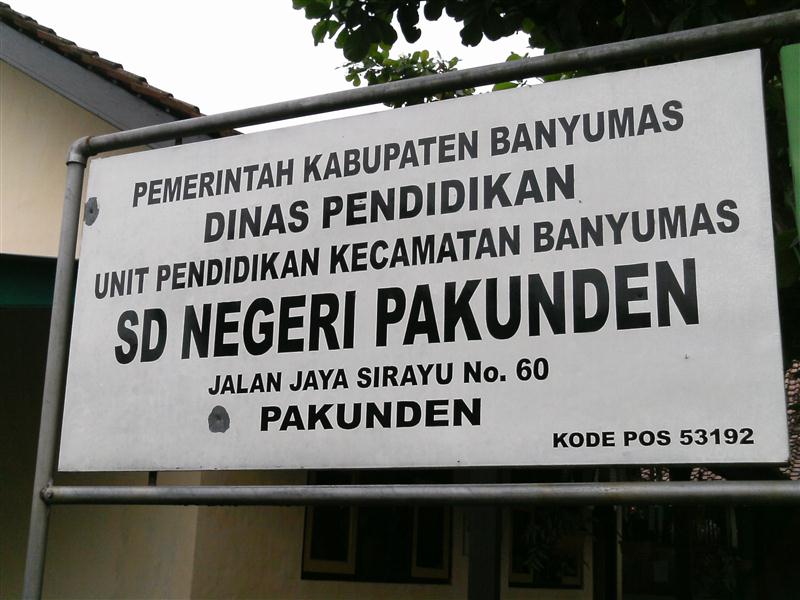 PEMERINTAH KABUPATEN BANYUMAS
DINAS PENDIDIKAN
UNIT PENDIDIKAN KECAMATAN BANYUMAS
SD NEGERI PAKUNDEN
JALAN JAYA SIRAYU No. 60
PAKUNDEN
KODE POS 53192